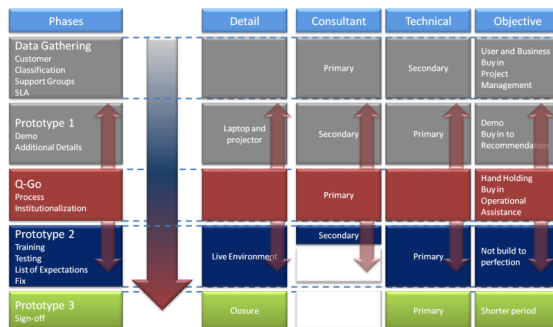 Phases
Detail
Consultant
Technical
Objective
Data Gathering
Customer
Classification
Support Groups
SLA
Primary
Secondary
User and Business
Buy in
Project
Management
Prototype 1
Demo
Additional Details
Laptop and
projector
Secondary
Primary
Demo
Buy in to
Recommendation
Q-Go
Process
Institutionalization
Primary
Hand Holding
Buy in
Operational
Assistance
Prototype 2
Training
Testing
List of Expectations
Fix
Live Environment
Secondary
Primary
Not build to
perfection
Prototype 3
Sign-off
Closure
Primary
Shorter period